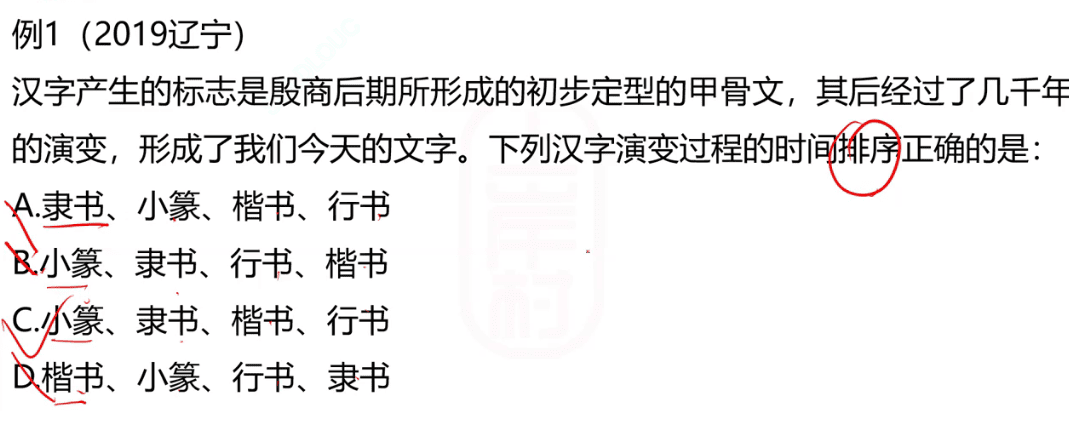 例1（2019辽宁）
汉字产生的标志是殷商后期所形成的初步定型的甲骨文，其后经过了几千年
的演变，形成了我们今天的文字。下列汉字演变过程的时间排序正确的是：
A.隶书、小篆、楷书、行书
B.小篆、隶书、行书、楷书
C.小篆、隶书、楷书、行书
D.楷书、小篆、行书、隶书